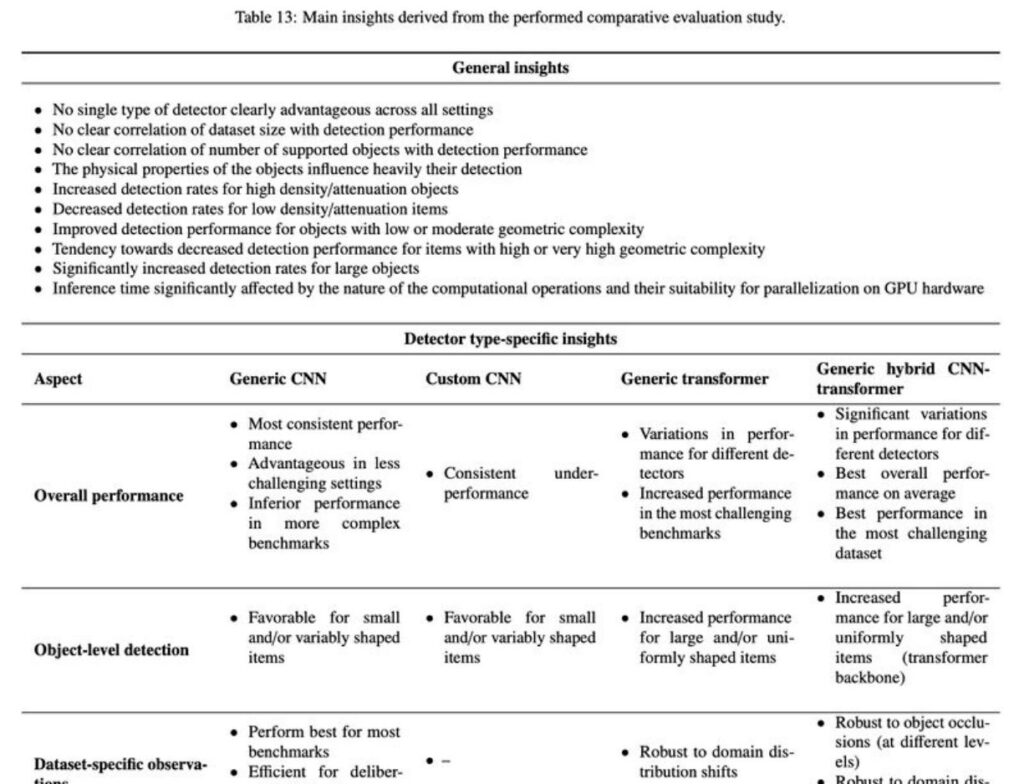 Table 13: Main insights derived from the performed comparative evaluation study.
General insights
• No single type of detector clearly advantageous across all settings
• No clear correlation of dataset size with detection performance
• No clear correlation of number of supported objects with detection performance
• The physical properties of the objects influence heavily their detection
• Increased detection rates for high density/attenuation objects
• Decreased detection rates for low density/attenuation items
• Improved detection performance for objects with low or moderate geometric complexity
• Tendency towards decreased detection performance for items with high or very high geometric complexity
• Significantly increased detection rates for large objects
• Inference time significantly affected by the nature of the computational operations and their suitability for parallelization on GPU hardware
Detector type-specific insights
Aspect
Generic CNN
Custom CNN
Generic transformer
Generic hybrid CNN-
transformer
Overall performance
• Most consistent perfor-
mance
• Advantageous in less
challenging settings
• Inferior performance
in more complex
benchmarks
• Consistent under-
performance
• Variations in perfor-
mance for different de-
tectors
• Increased performance
in the most challenging
benchmarks
• Significant variations
in performance for dif-
ferent detectors
• Best overall perfor-
mance on average
• Best performance in
the most challenging
dataset
Object-level detection
• Favorable for small
and/or variably shaped
items
• Favorable for small
and/or variably shaped
items
• Increased performance
for large and/or uni-
formly shaped items
• Increased perfor-
mance for large and/or
uniformly shaped
items (transformer
backbone)
Dataset-specific observa-
tions
• Perform best for most
benchmarks
• Efficient for deliber-
• –
• Robust to domain dis-
tribution shifts
• Robust to object occlu-
sions (at different lev-
els)
• Robust to domain dis-